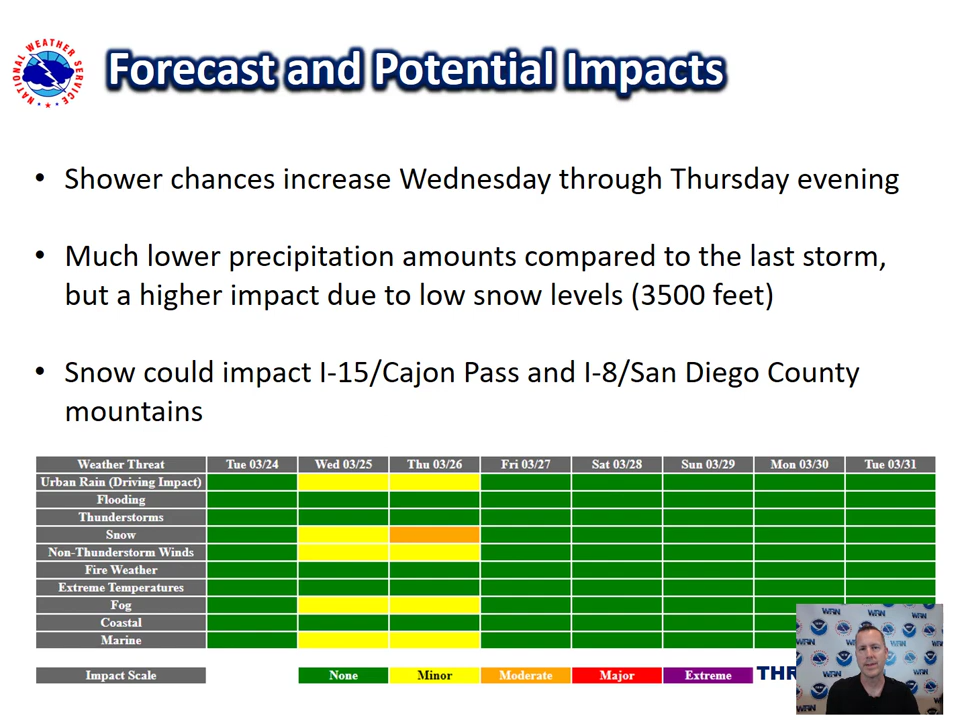 NATIONAL WEATHER SERVICE
Forecast and Potential Impacts
• Shower chances increase Wednesday through Thursday evening
• Much lower precipitation amounts compared to the last storm,
but a higher impact due to low snow levels (3500 feet)
• Snow could impact I-15/Cajon Pass and I-8/San Diego County
mountains
Weather Threat Tue 03/24 Wed 03/25 Thu 03/26 Fri 03/27 Sat 03/28 Sun 03/29 Mon 03/30 Tue 03/31
Urban Rain (Driving Impact)
Flooding
Thunderstorms
Snow
Non-Thunderstorm Winds
Fire Weather
Extreme Temperatures
Fog
Coastal
Marine
Impact Scale None Minor Moderate Major Extreme THR
WRN